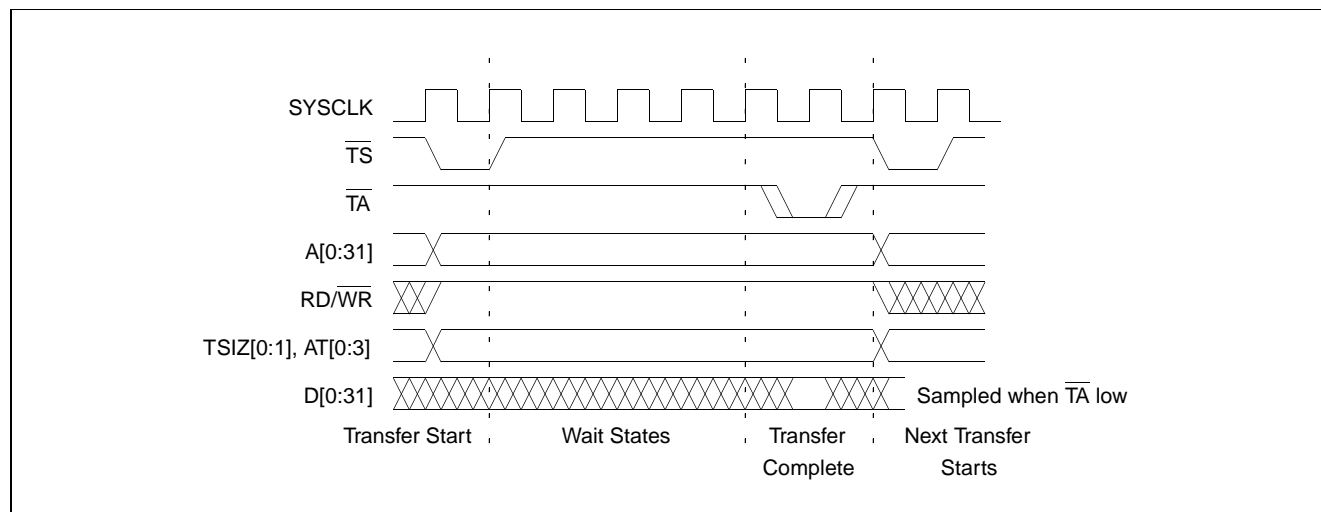 SYSCLK
TS
TA
A[0:31]
RD/WR
TSIZ[0:1], AT[0:3]
D[0:31]
Sampled when TA low
Transfer Start
Wait States
Transfer
Complete
Next Transfer
Starts